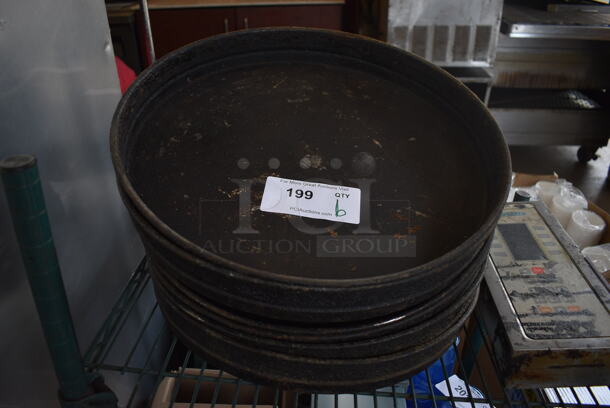 For More Great Auctions Visit
199 QTY
PCIAuctions.com 6
PCI
AUCTION GROUP